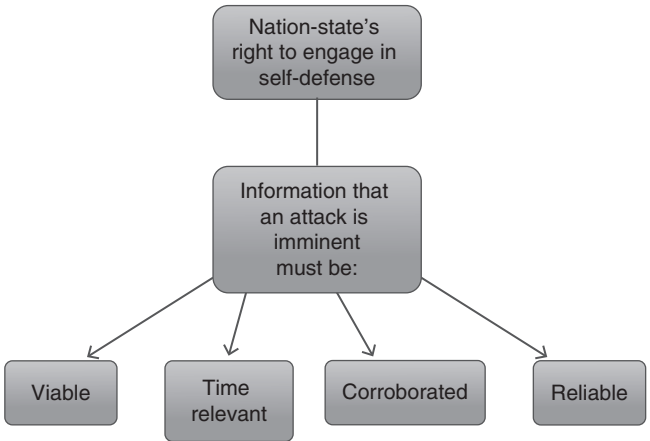 Nation-state's
right to engage in
self-defense
Information that
an attack is
imminent
must be:
Viable
Time
relevant
Corroborated
Reliable